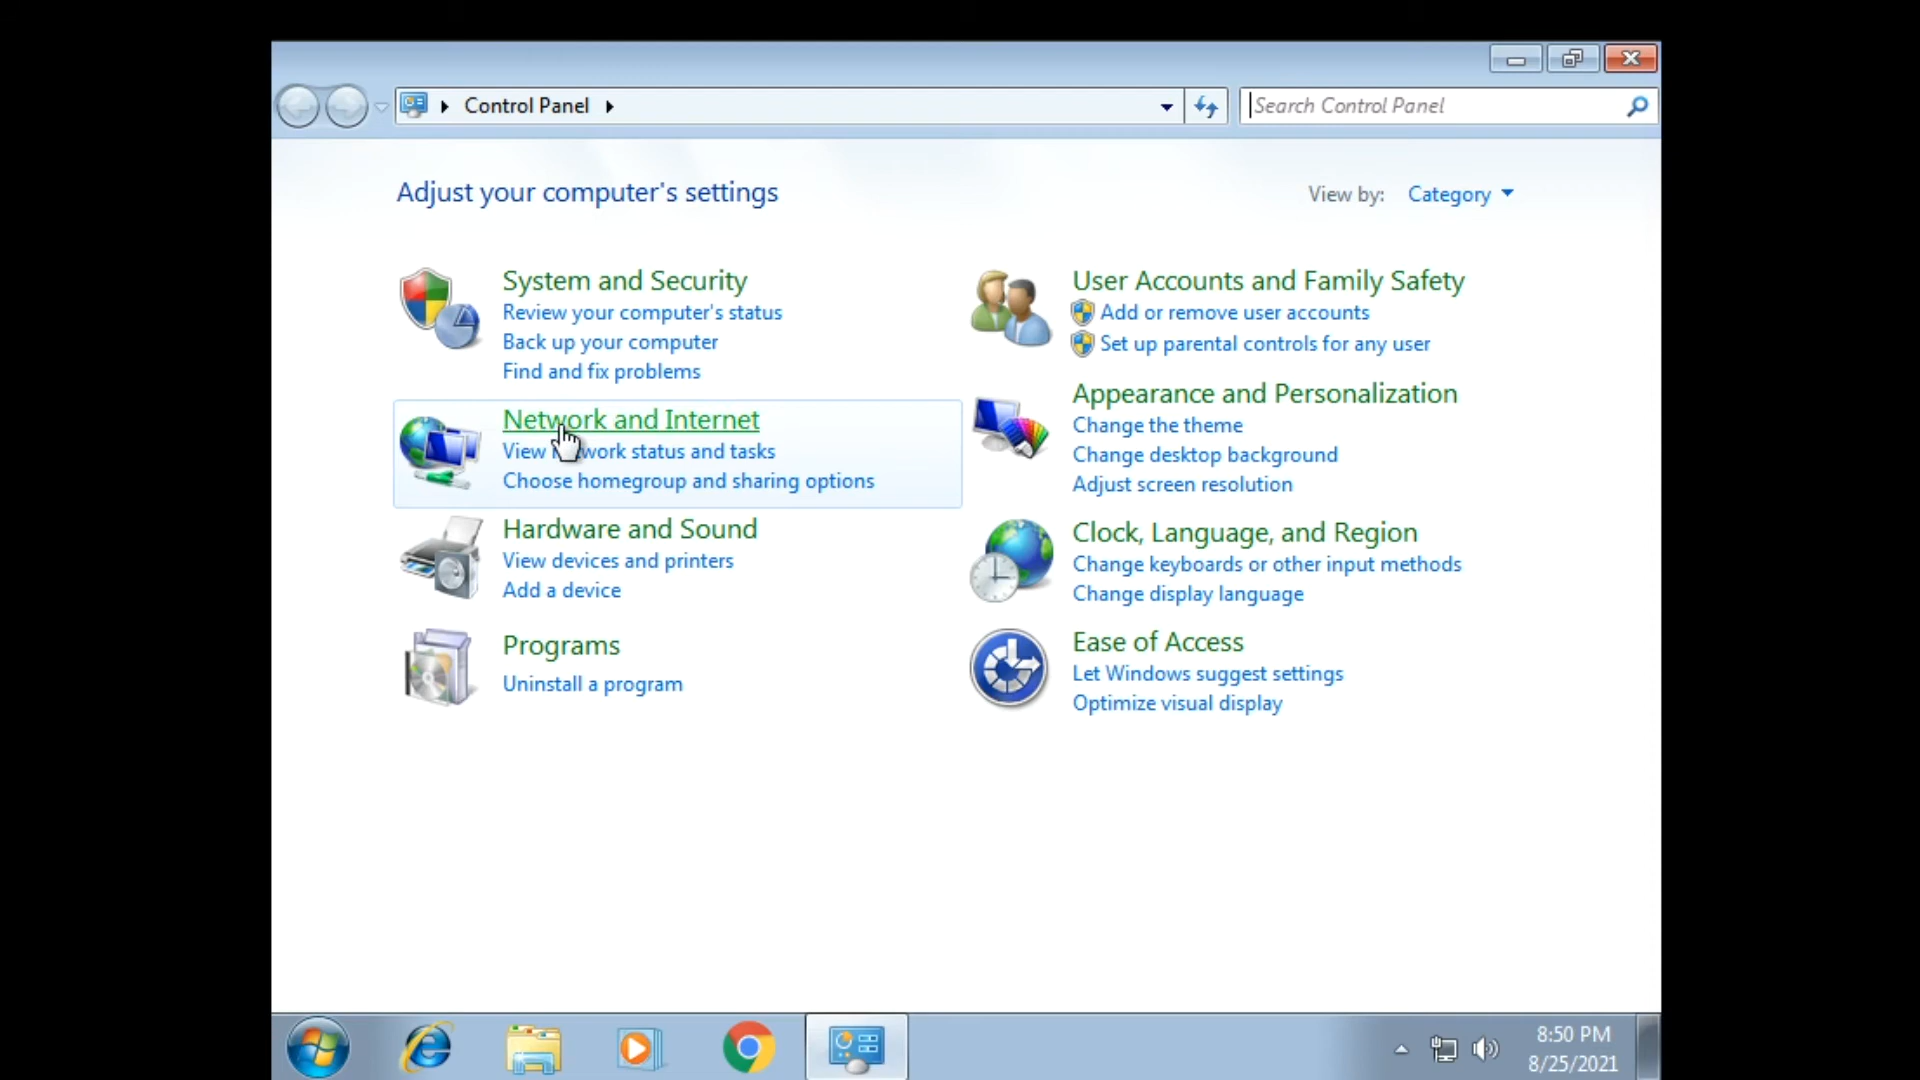 Control Panel
Search Control Panel
Adjust your computer's settings
View by: Category
System and Security
Review your computer's status
Back up your computer
Find and fix problems
Network and Internet
View network status and tasks
Choose homegroup and sharing options
Hardware and Sound
View devices and printers
Add a device
Programs
Uninstall a program
User Accounts and Family Safety
Add or remove user accounts
Set up parental controls for any user
Appearance and Personalization
Change the theme
Change desktop background
Adjust screen resolution
Clock, Language, and Region
Change keyboards or other input methods
Change display language
Ease of Access
Let Windows suggest settings
Optimize visual display
8:50 PM
8/25/2021